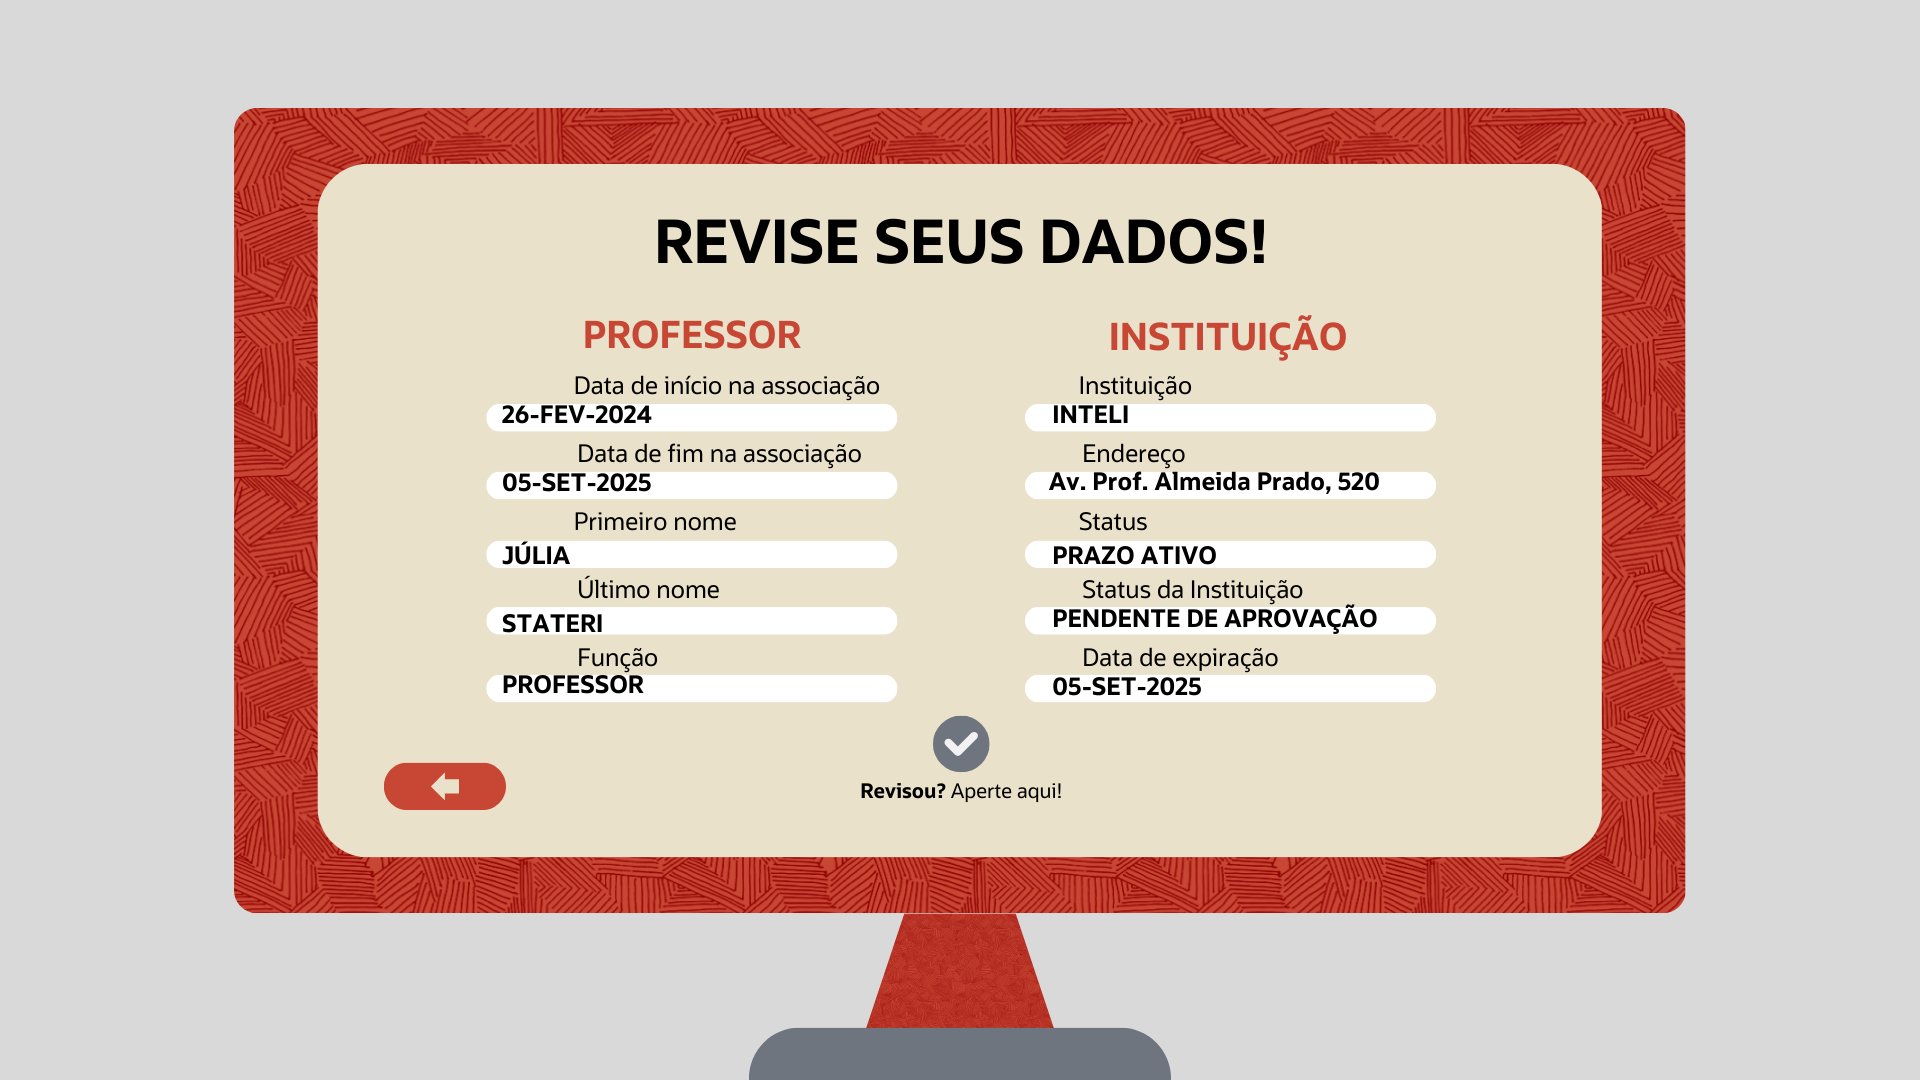 REVISE SEUS DADOS!
PROFESSOR
Data de início na associação
26-FEV-2024
Data de fim na associação
05-SET-2025
Primeiro nome
JÚLIA
Último nome
STATERI
Função
PROFESSOR
INSTITUIÇÃO
Instituição
INTELI
Endereço
Av. Prof. Almeida Prado, 520
Status
PRAZO ATIVO
Status da Instituição
PENDENTE DE APROVAÇÃO
Data de expiração
05-SET-2025
Revisou? Aperte aqui!